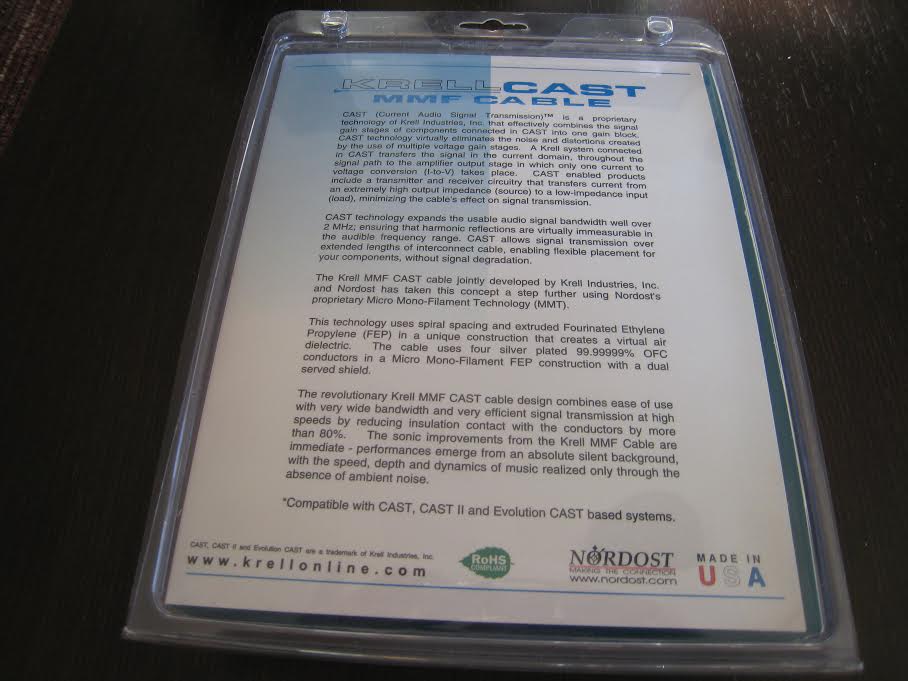 KRELLCAST
MMF CABLE
CAST (Current Audio Signal Transmission)™ is a proprietary
technology of Krell Industries, Inc. that effectively combines the signal
gain stages of components connected in CAST into one gain block.
CAST technology virtually eliminates the noise and distortions created
by the use of multiple voltage gain stages. A Krell system connected
in CAST transfers the signal in the current domain, throughout the
signal path to the amplifier output stage in which only one current to
voltage conversion (I-to-V) takes place. CAST enabled products
include a transmitter and receiver circuitry that transfers current from
an extremely high output impedance (source) to a low-impedance input
(load), minimizing the cable's effect on signal transmission.
CAST technology expands the usable audio signal bandwidth well over
2 MHz; ensuring that harmonic reflections are virtually immeasurable in
the audible frequency range. CAST allows signal transmission over
extended lengths of interconnect cable, enabling flexible placement for
your components, without signal degradation.
The Krell MMF CAST cable jointly developed by Krell Industries, Inc.
and Nordost has taken this concept a step further using Nordost's
proprietary Micro Mono-Filament Technology (MMT).
This technology uses spiral spacing and extruded Fourinated Ethylene
Propylene (FEP) in a unique construction that creates a virtual air
dielectric. The cable uses four silver plated 99.99999% OFC
conductors in a Micro Mono-Filament FEP construction with a dual
served shield.
The revolutionary Krell MMF CAST cable design combines ease of use
with very wide bandwidth and very efficient signal transmission at high
speeds by reducing insulation contact with the conductors by more
than 80%. The sonic improvements from the Krell MMF Cable are
immediate - performances emerge from an absolute silent background,
with the speed, depth and dynamics of music realized only through the
absence of ambient noise.
*Compatible with CAST, CAST II and Evolution CAST based systems.
CAST, CAST II and Evolution CAST are a trademark of Krell Industries, Inc.
www.krellonline.com
RoHS
COMPLIANT
NORDOST
MAKING THE CONNECTION
www.nordost.com
MADE IN
USA